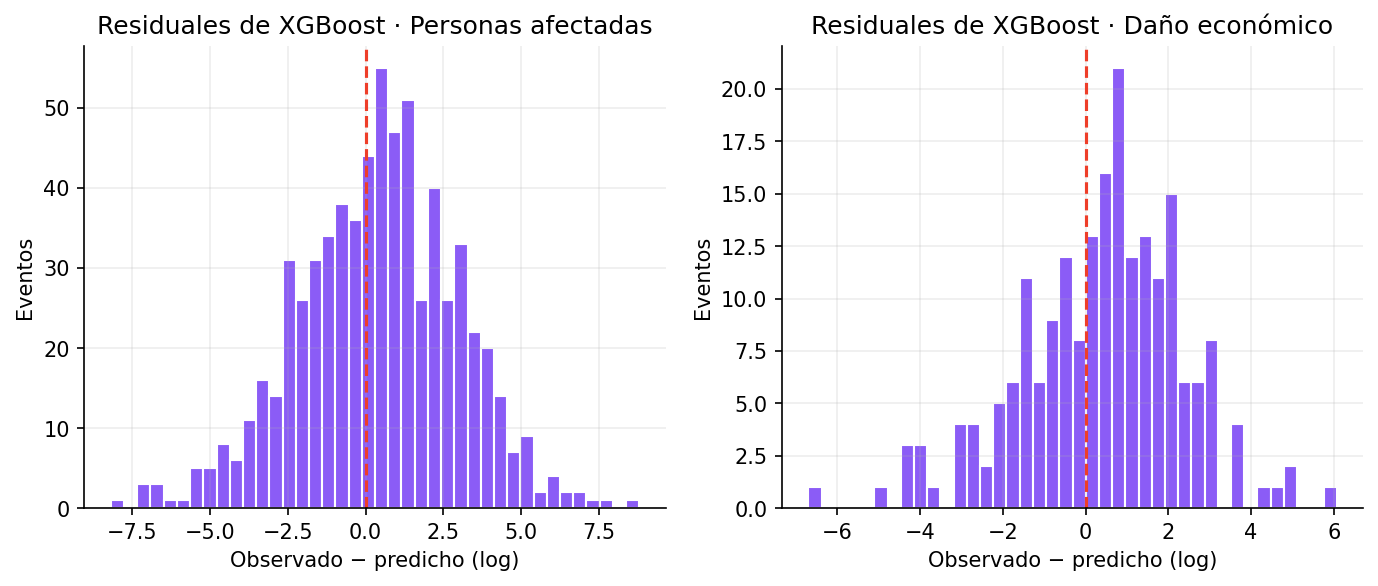 Residuales de XGBoost · Personas afectadas
50
40
30
20
10
0
Eventos
−7.5 −5.0 −2.5 0.0 2.5 5.0 7.5
Observado − predicho (log)
Residuales de XGBoost · Daño económico
20.0
17.5
15.0
12.5
10.0
7.5
5.0
2.5
0.0
Eventos
−6 −4 −2 0 2 4 6
Observado − predicho (log)